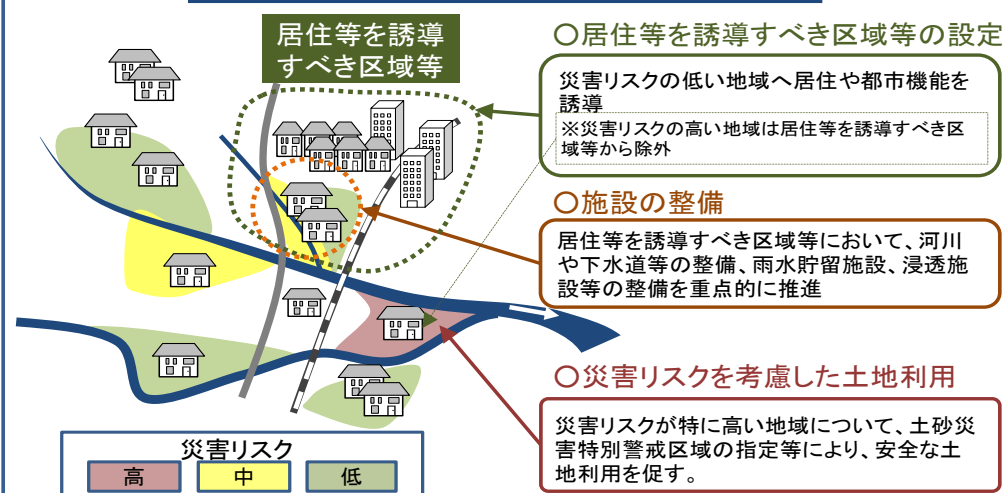 居住等を誘導
すべき区域等
〇居住等を誘導すべき区域等の設定
災害リスクの低い地域へ居住や都市機能を
誘導
※災害リスクの高い地域は居住等を誘導すべき区
域等から除外
〇施設の整備
居住等を誘導すべき区域等において、河川
や下水道等の整備、雨水貯留施設、浸透施
設等の整備を重点的に推進
〇災害リスクを考慮した土地利用
災害リスクが特に高い地域について、土砂災
害特別警戒区域の指定等により、安全な土
地利用を促す。
災害リスク
高
中
低